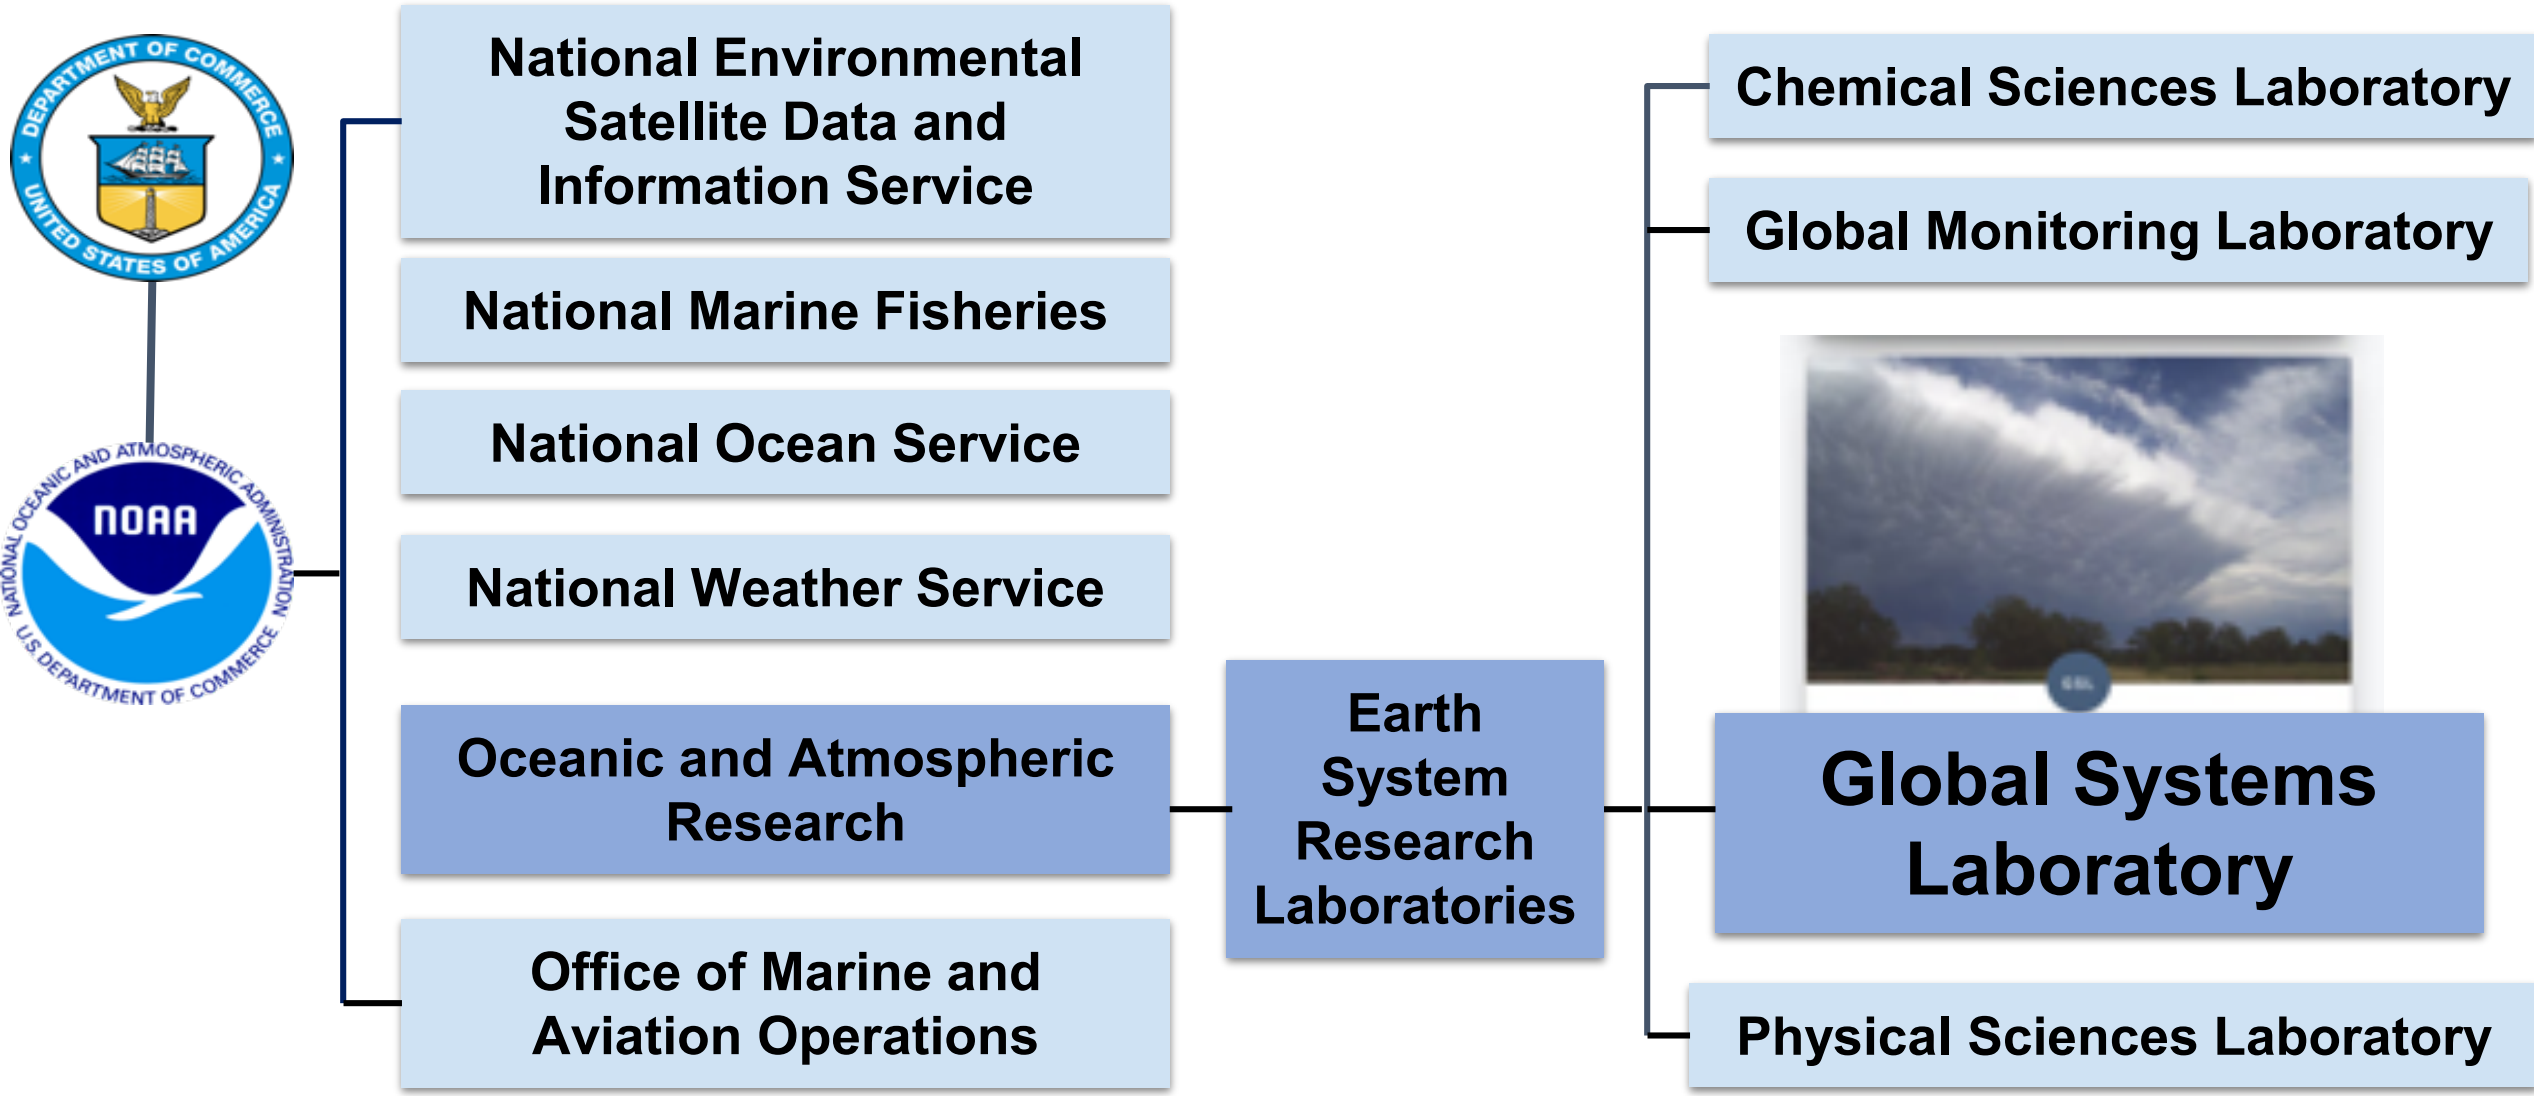 DEPARTMENT OF COMMERCE
UNITED STATES OF AMERICA
NATIONAL OCEANIC AND ATMOSPHERIC ADMINISTRATION
NOAA
U.S. DEPARTMENT OF COMMERCE
National Environmental
Satellite Data and
Information Service
National Marine Fisheries
National Ocean Service
National Weather Service
Oceanic and Atmospheric
Research
Office of Marine and
Aviation Operations
Earth
System
Research
Laboratories
Chemical Sciences Laboratory
Global Monitoring Laboratory
GSL
Global Systems
Laboratory
Physical Sciences Laboratory